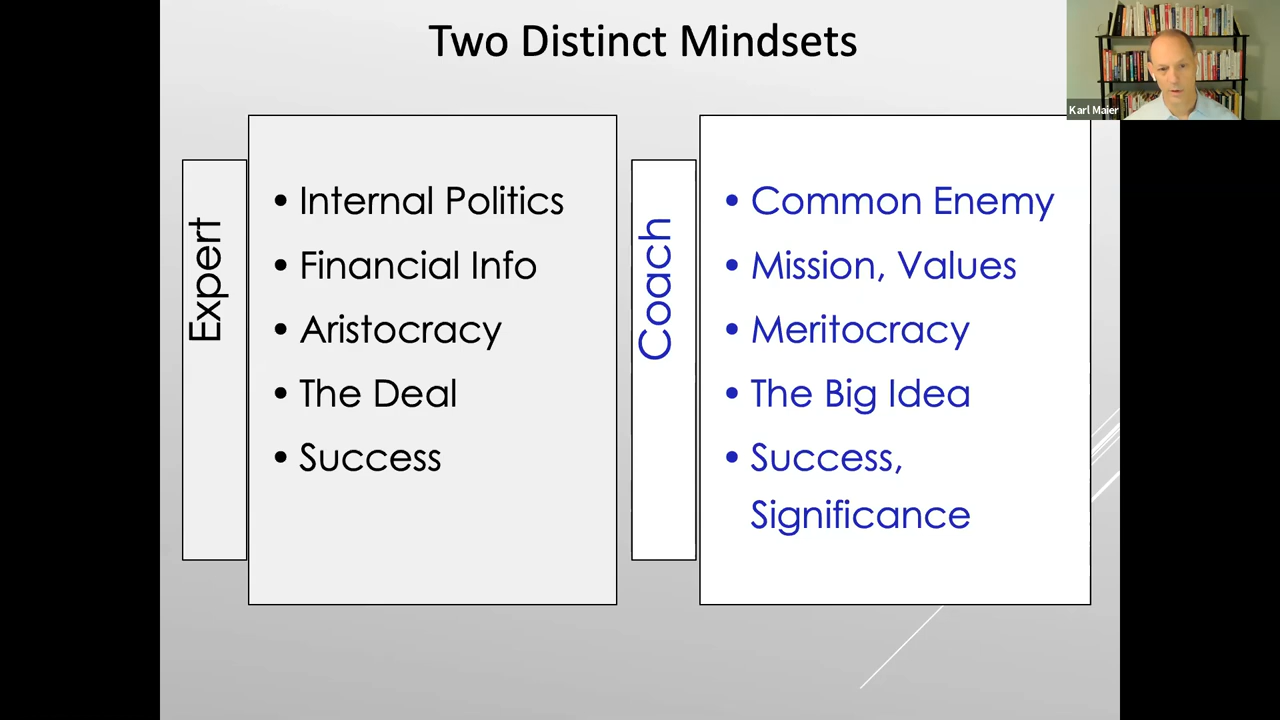 Two Distinct Mindsets
Karl Maier
Expert
• Internal Politics
• Financial Info
• Aristocracy
• The Deal
• Success
Coach
• Common Enemy
• Mission, Values
• Meritocracy
• The Big Idea
• Success,
Significance